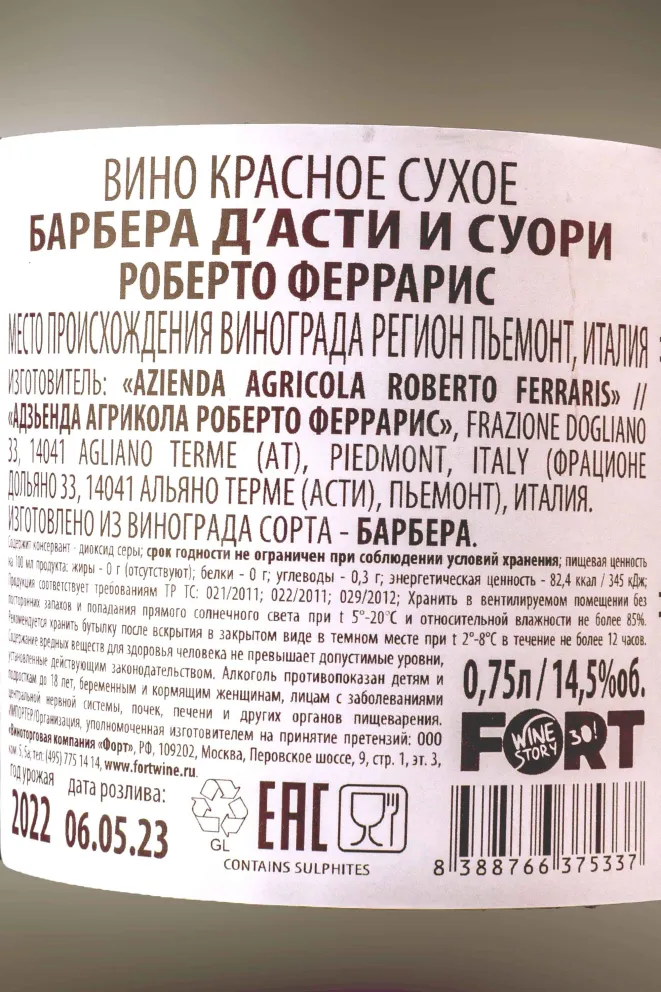 ВИНО КРАСНОЕ СУХОЕ
БАРБЕРА Д’АСТИ И СУОРИ
РОБЕРТО ФЕРРАРИС
МЕСТО ПРОИСХОЖДЕНИЯ ВИНОГРАДА РЕГИОН ПЬЕМОНТ, ИТАЛИЯ
ИЗГОТОВИТЕЛЬ: «AZIENDA AGRICOLA ROBERTO FERRARIS» //
«АДЗЬЕНДА АГРИКОЛА РОБЕРТО ФЕРРАРИС», FRAZIONE DOGLIANO
33, 14041 AGLIANO TERME (AT), PIEDMONT, ITALY (ФРАЦИОНЕ
ДОЛЬЯНО 33, 14041 АЛЬЯНО ТЕРМЕ (АСТИ), ПЬЕМОНТ), ИТАЛИЯ.
ИЗГОТОВЛЕНО ИЗ ВИНОГРАДА СОРТА - БАРБЕРА.
Содержит консервант - диоксид серы; срок годности не ограничен при соблюдении условий хранения; пищевая ценность
на 100 мл продукта: жиры - 0 г (отсутствуют); белки - 0 г; углеводы - 0,3 г; энергетическая ценность - 82,4 ккал / 345 кДж;
Продукция соответствует требованиям ТР ТС: 021/2011; 022/2011; 029/2012; Хранить в вентилируемом помещении без
посторонних запахов и попадания прямого солнечного света при t 5°-20°C и относительной влажности не более 85%.
Рекомендуется хранить бутылку после вскрытия в закрытом виде в темном месте при t 2°-8°C в течение не более 12 часов.
Содержание вредных веществ для здоровья человека не превышает допустимые уровни,
установленные действующим законодательством. Алкоголь противопоказан детям и
подросткам до 18 лет, беременным и кормящим женщинам, лицам с заболеваниями
центральной нервной системы, почек, печени и других органов пищеварения.
ИМПОРТЕР/Организация, уполномоченная изготовителем на принятие претензий: ООО
«Виноторговая компания «Форт», РФ, 109202, Москва, Перовское шоссе, 9, стр. 1, эт. 3,
ком. 5, 5а; тел: (495) 775 14 14, www.fortwine.ru.
0,75л / 14,5%об.
FORT
WINE STORY
30!
год урожая
2022
дата розлива:
06.05.23
GL
EAC
CONTAINS SULPHITES
8 388766 375337